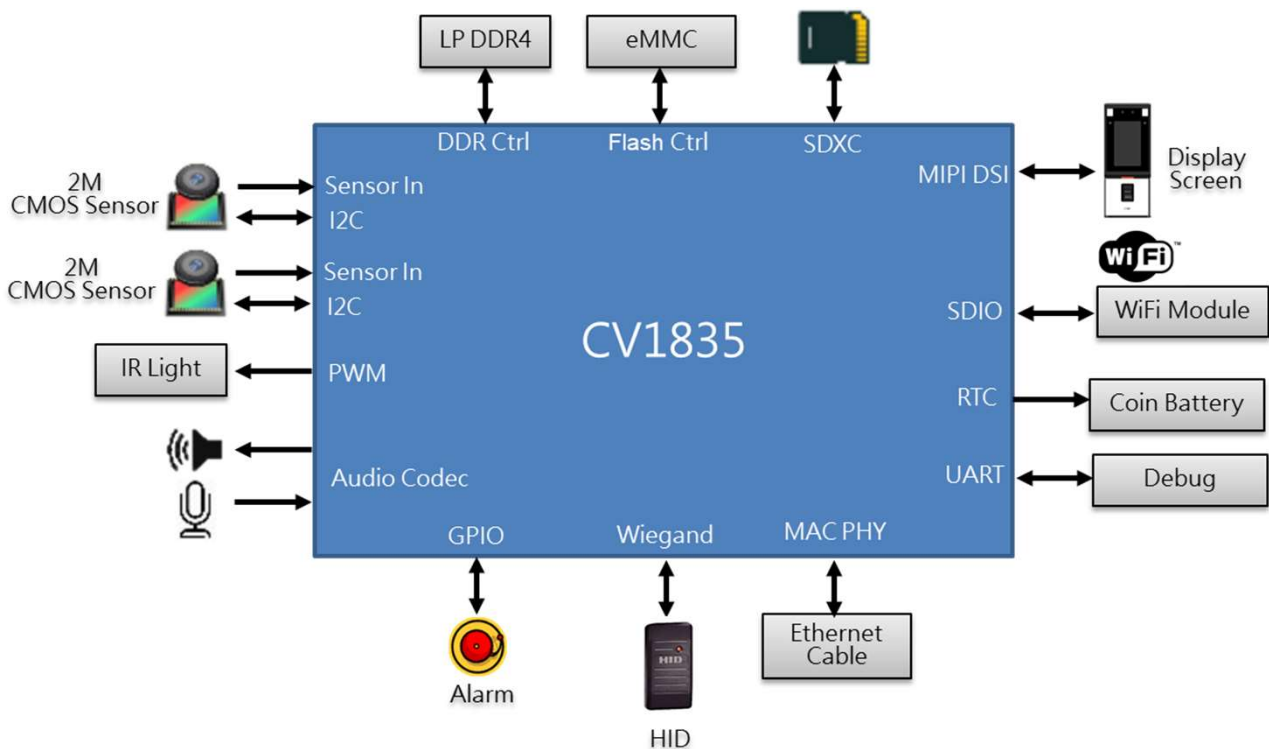 LP DDR4
eMMC
DDR Ctrl
Flash Ctrl
SDXC
2M
CMOS Sensor
Sensor In
I2C
MIPI DSI
Display
Screen
2M
CMOS Sensor
Sensor In
I2C
WiFi™
SDIO
WiFi Module
CV1835
IR Light
PWM
RTC
Coin Battery
Audio Codec
UART
Debug
GPIO
Wiegand
MAC PHY
Alarm
HID
HID
Ethernet
Cable